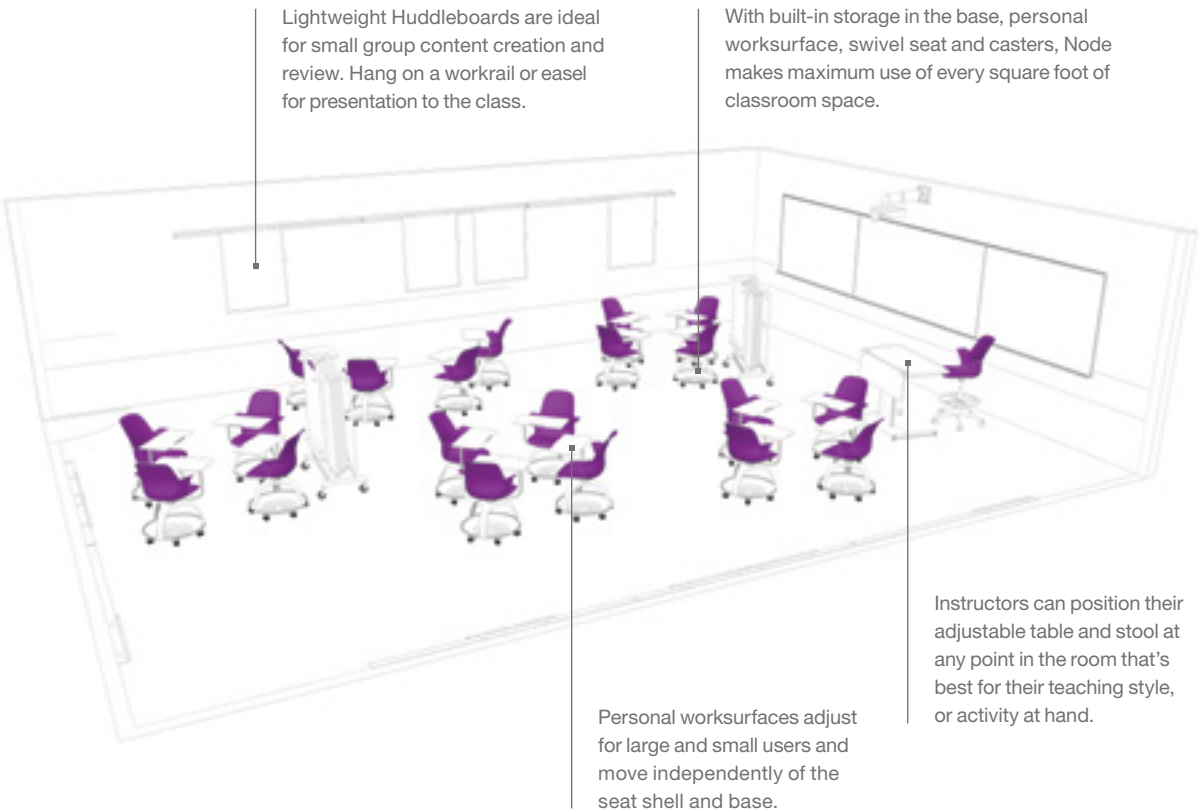 Lightweight Huddleboards are ideal
for small group content creation and
review. Hang on a workrail or easel
for presentation to the class.
With built-in storage in the base, personal
worksurface, swivel seat and casters, Node
makes maximum use of every square foot of
classroom space.
Instructors can position their
adjustable table and stool at
any point in the room that’s
best for their teaching style,
or activity at hand.
Personal worksurfaces adjust
for large and small users and
move independently of the
seat shell and base.